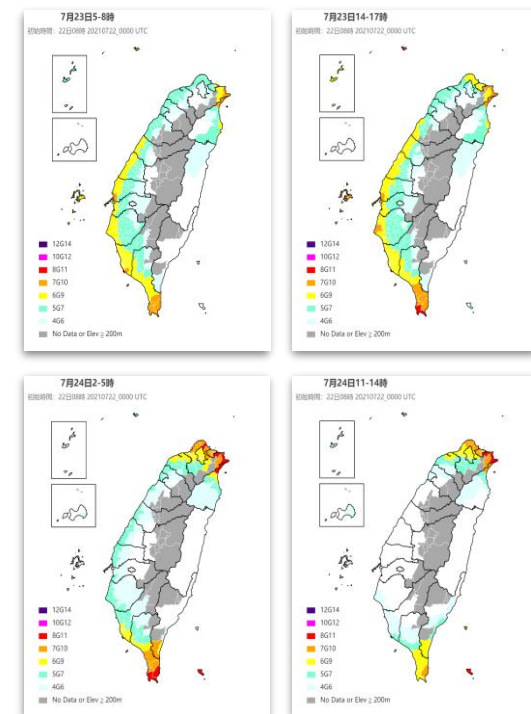 7月23日5-8時
初始時間: 22日08時 20210722_0000 UTC
12G14
10G12
8G11
7G10
6G9
5G7
4G6
No Data or Elev ≧ 200m
7月23日14-17時
初始時間: 22日08時 20210722_0000 UTC
12G14
10G12
8G11
7G10
6G9
5G7
4G6
No Data or Elev ≧ 200m
7月24日2-5時
初始時間: 22日08時 20210722_0000 UTC
12G14
10G12
8G11
7G10
6G9
5G7
4G6
No Data or Elev ≧ 200m
7月24日11-14時
初始時間: 22日08時 20210722_0000 UTC
12G14
10G12
8G11
7G10
6G9
5G7
4G6
No Data or Elev ≧ 200m